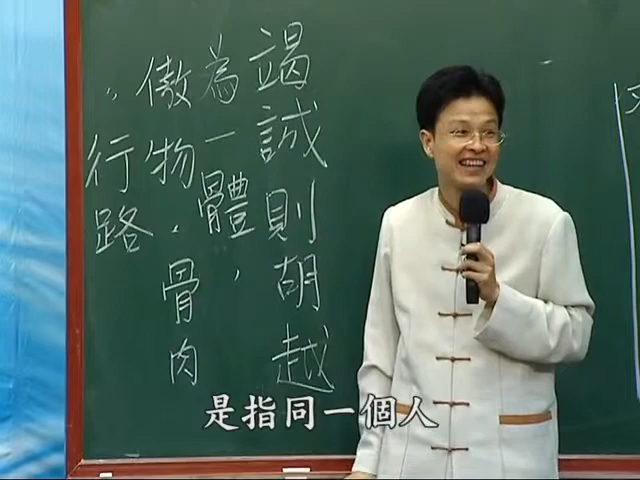 竭誠則胡越
為一體，
傲物．骨肉
〃行路
是指同一個人